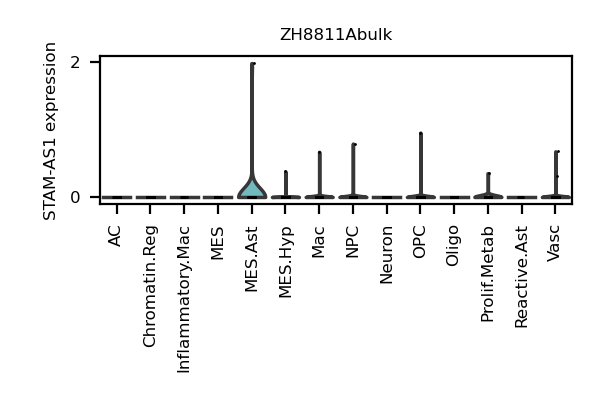 ZH8811Abulk
STAM-AS1 expression
2
0
AC
Chromatin.Reg
Inflammatory.Mac
MES
MES.Ast
MES.Hyp
Mac
NPC
Neuron
OPC
Oligo
Prolif.Metab
Reactive.Ast
Vasc